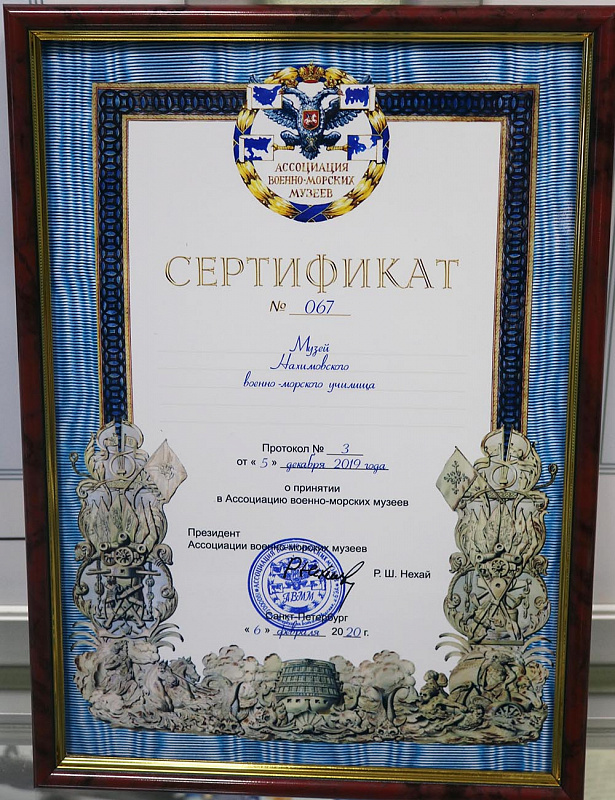 АССОЦИАЦИЯ
ВОЕННО-МОРСКИХ
МУЗЕЕВ
СЕРТИФИКАТ
№ 067
Музей
Нахимовского
военно-морского училища
Протокол № 3
от « 5 » декабря 2019 года
о принятии
в Ассоциацию военно-морских музеев
Президент
Ассоциации военно-морских музеев
Р. Ш. Нехай
АВММ
Санкт-Петербург
« 6 » февраля 2020 г.